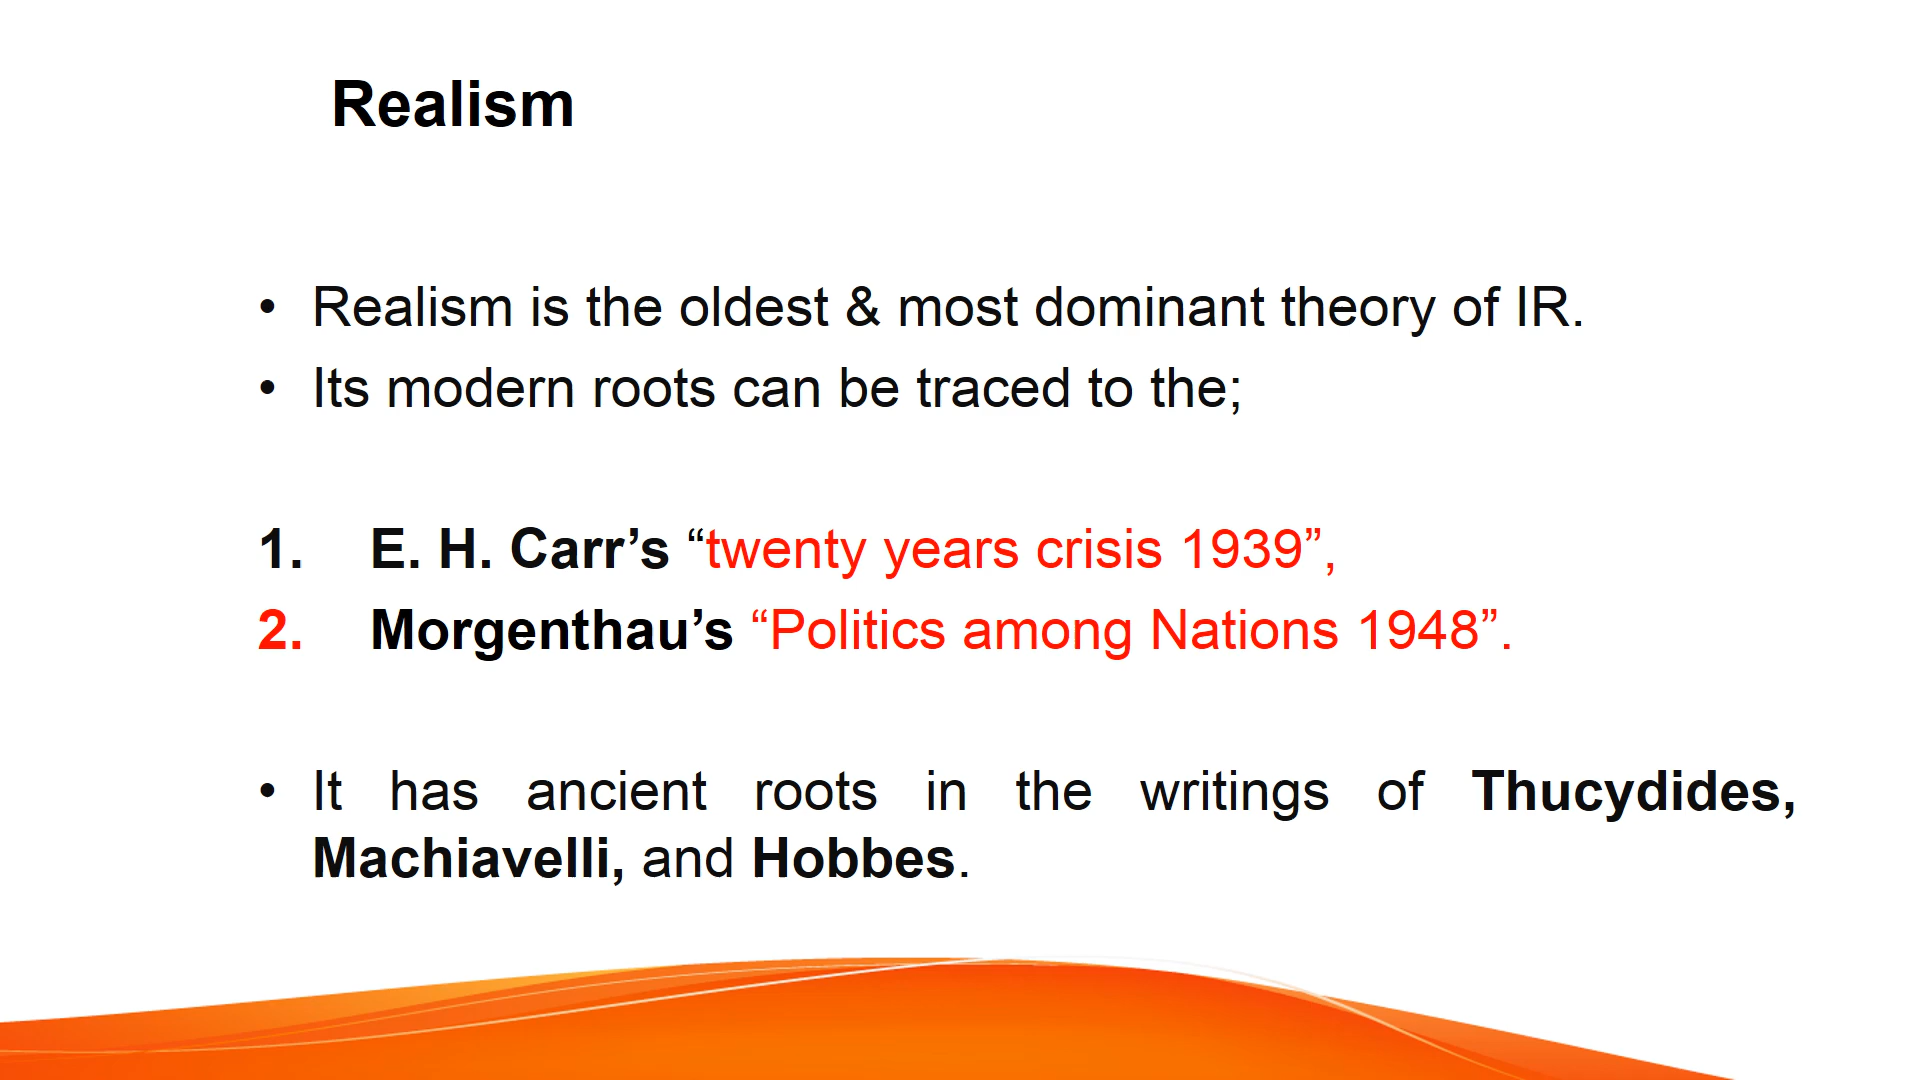 Realism
• Realism is the oldest & most dominant theory of IR.
• Its modern roots can be traced to the;
1. E. H. Carr’s “twenty years crisis 1939”,
2. Morgenthau’s “Politics among Nations 1948”.
• It has ancient roots in the writings of Thucydides,
Machiavelli, and Hobbes.